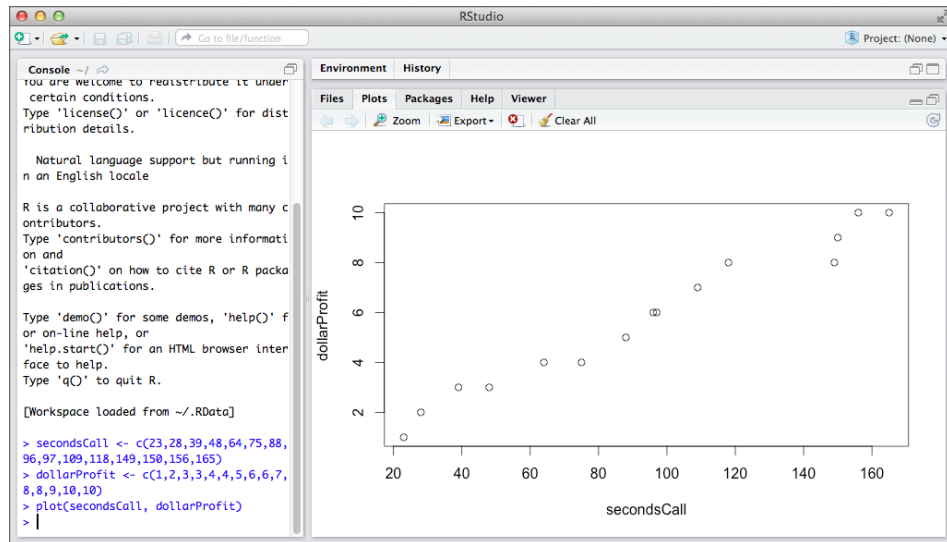 RStudio
Go to file/function
Project: (None)
Console ~/
You are welcome to redistribute it under
certain conditions.
Type 'license()' or 'licence()' for dist
ribution details.
Natural language support but running i
n an English locale
R is a collaborative project with many c
ontributors.
Type 'contributors()' for more informati
on and
'citation()' on how to cite R or R packa
ges in publications.
Type 'demo()' for some demos, 'help()' f
or on-line help, or
'help.start()' for an HTML browser inter
face to help.
Type 'q()' to quit R.
[Workspace loaded from ~/.RData]
> secondsCall <- c(23,28,39,48,64,75,88,
96,97,109,118,149,150,156,165)
> dollarProfit <- c(1,2,3,3,4,4,5,6,6,7,
8,8,9,10,10)
> plot(secondsCall, dollarProfit)
>
Environment History
Files Plots Packages Help Viewer
Zoom Export Clear All
10
8
6
4
2
dollarProfit
20 40 60 80 100 120 140 160
secondsCall